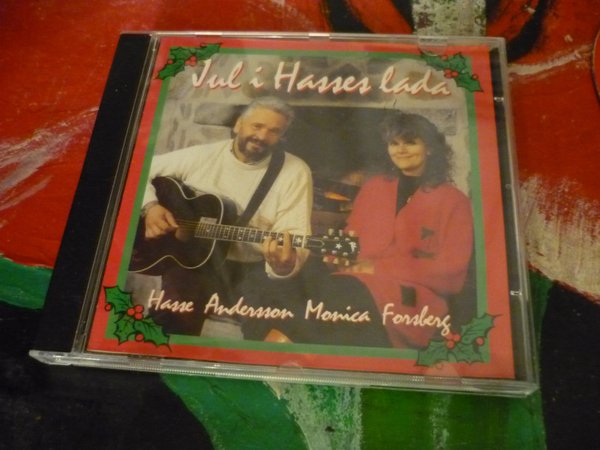 Jul i Hasses lada
Hasse Andersson Monica Forsberg